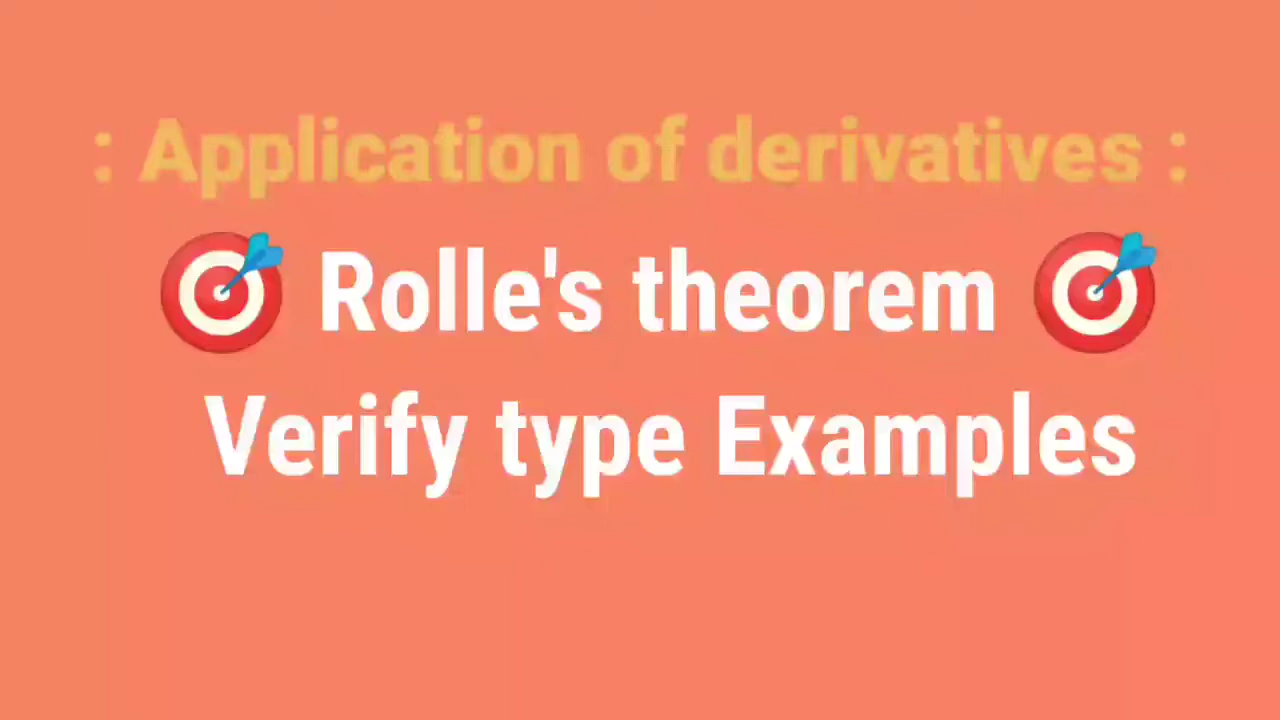 : Application of derivatives :
🎯 Rolle's theorem 🎯
Verify type Examples